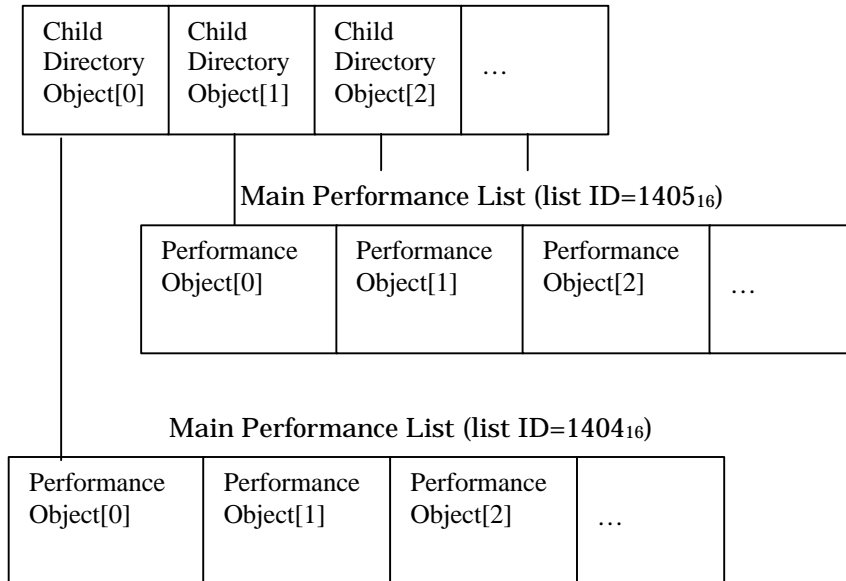 Child Directory Object[0]
Child Directory Object[1]
Child Directory Object[2]
…
Main Performance List (list ID=1405₁₆)
Performance Object[0]
Performance Object[1]
Performance Object[2]
…
Main Performance List (list ID=1404₁₆)
Performance Object[0]
Performance Object[1]
Performance Object[2]
…